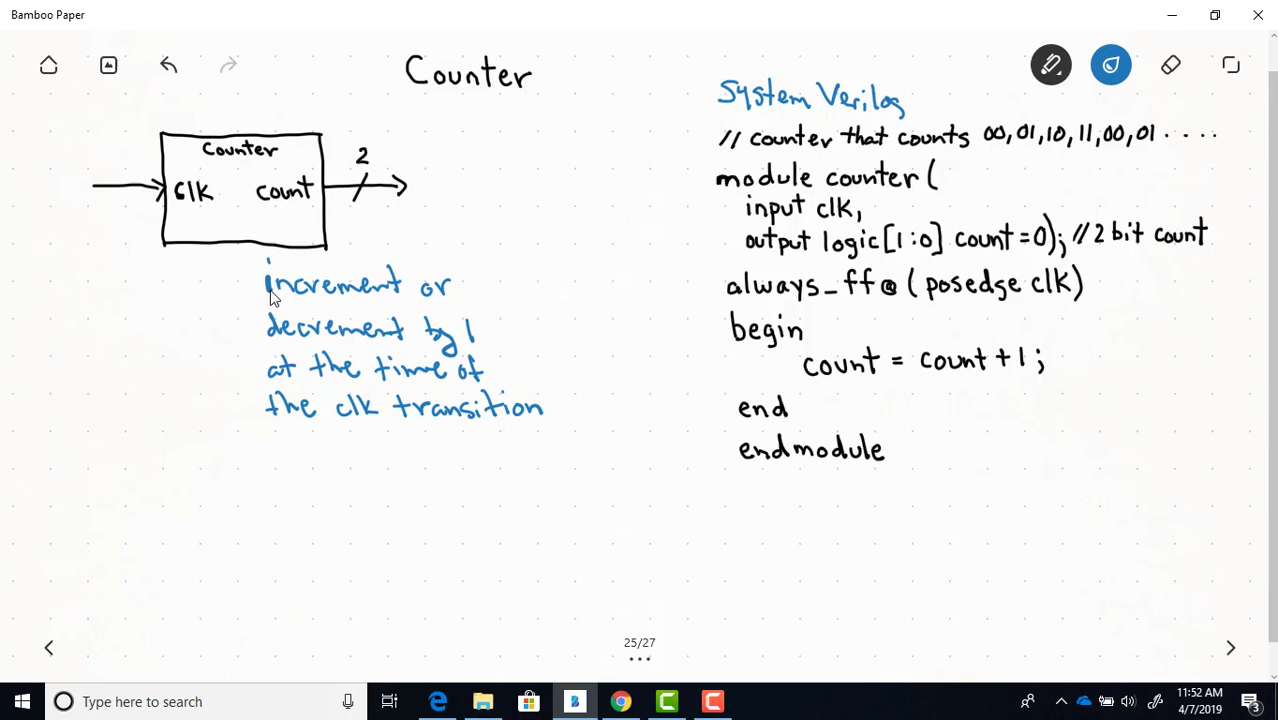 Bamboo Paper
Counter
Counter
Clk count
2
increment or
decrement by 1
at the time of
the clk transition
System Verilog
// counter that counts 00, 01, 10, 11, 00, 01 ....
module counter (
input clk,
output logic [1:0] count = 0); // 2 bit count
always_ff @ (posedge clk)
begin
count = count + 1;
end
endmodule
25/27
Type here to search
11:52 AM
4/7/2019
3